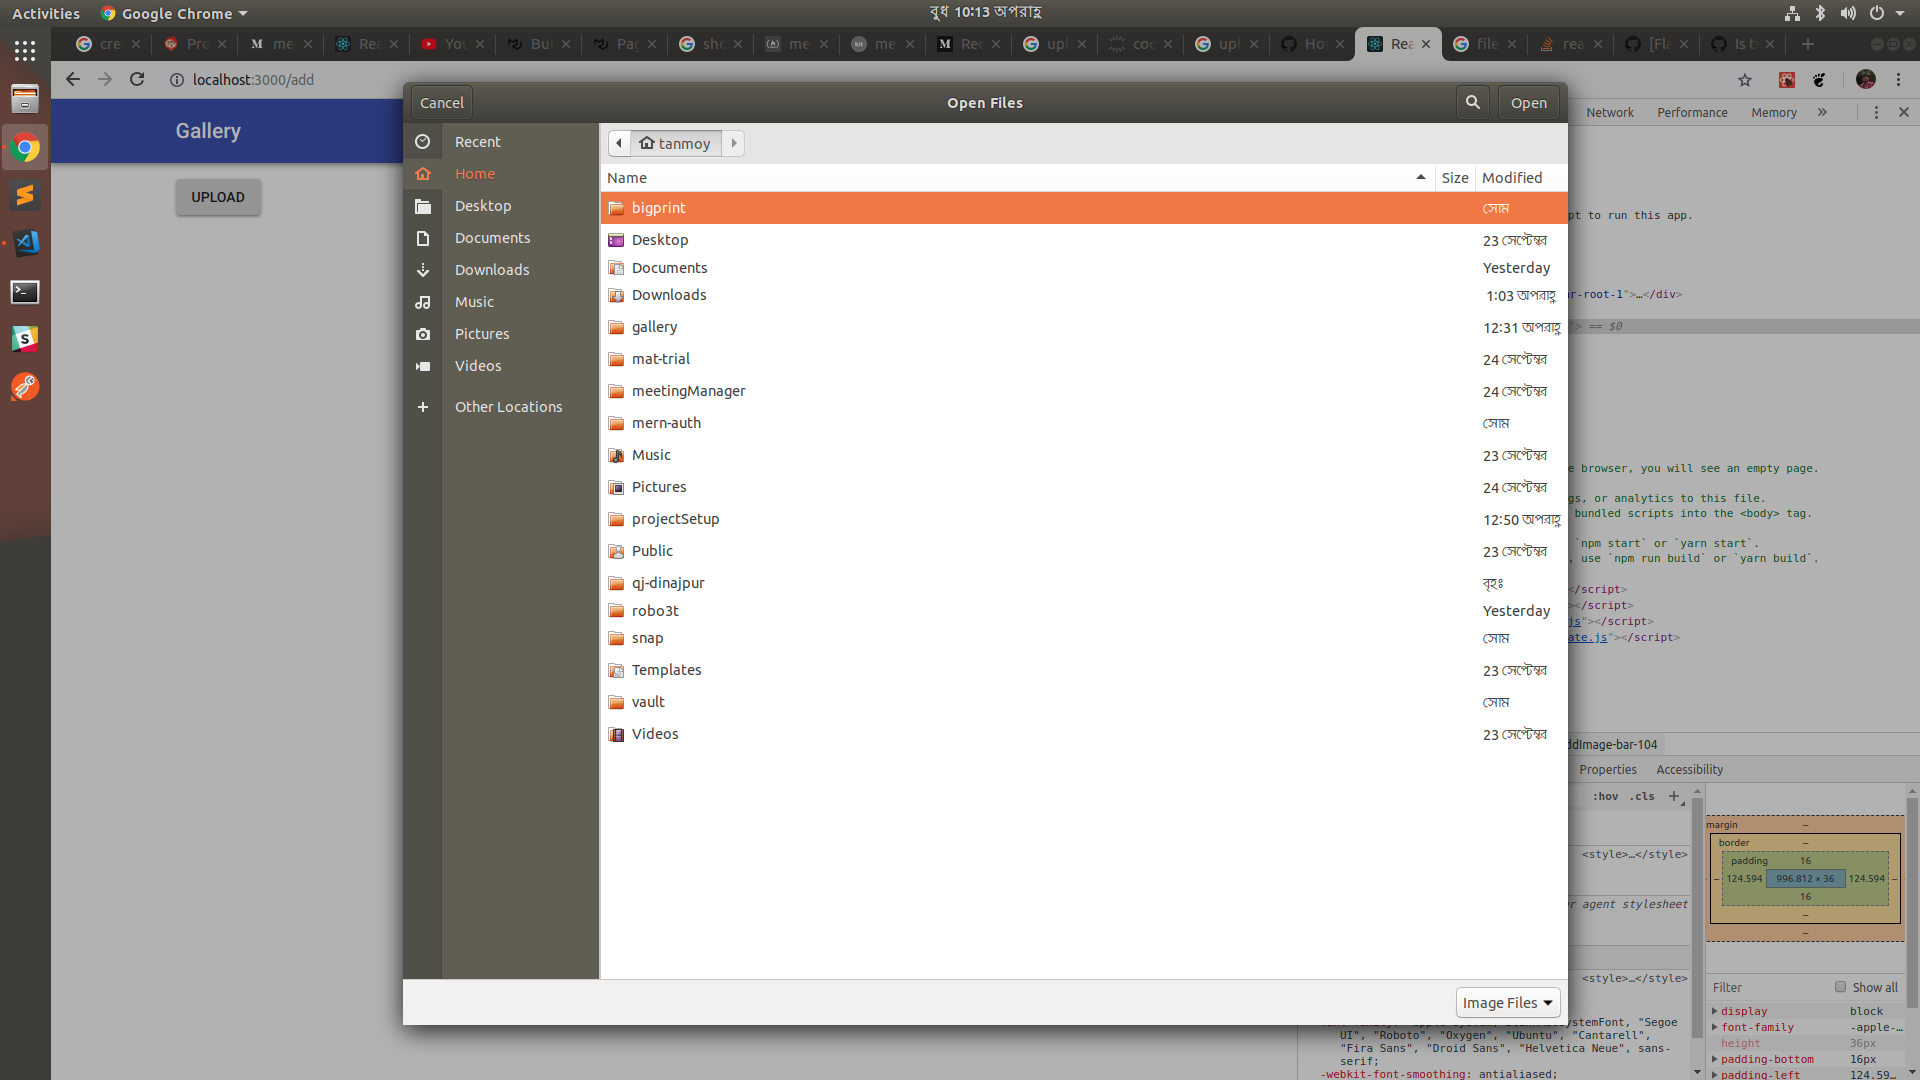 Activities Google Chrome
বুধ 10:13 অপরাহ্ণ
cre Pro me Rea You But Pag sho me me Rec upl coc upl Ho Rea file rea [Fla Is t
localhost:3000/add
Gallery
UPLOAD
Cancel Open Files Open
Recent
Home
Desktop
Documents
Downloads
Music
Pictures
Videos
Other Locations
tanmoy
Name Size Modified
bigprint সোম
Desktop 23 সেপ্টেম্বর
Documents Yesterday
Downloads 1:03 অপরাহ্ণ
gallery 12:31 অপরাহ্ণ
mat-trial 24 সেপ্টেম্বর
meetingManager 24 সেপ্টেম্বর
mern-auth সোম
Music 23 সেপ্টেম্বর
Pictures 24 সেপ্টেম্বর
projectSetup 12:50 অপরাহ্ণ
Public 23 সেপ্টেম্বর
qj-dinajpur বৃহঃ
robo3t Yesterday
snap সোম
Templates 23 সেপ্টেম্বর
vault সোম
Videos 23 সেপ্টেম্বর
Image Files
Network Performance Memory »
pt to run this app.
r-root-1">…</div>
"> == $0
e browser, you will see an empty page.
gs, or analytics to this file.
bundled scripts into the <body> tag.
`npm start` or `yarn start`.
, use `npm run build` or `yarn build`.
</script>
></script>
js"></script>
ate.js"></script>
ddImage-bar-104
Properties Accessibility
:hov .cls +
<style>…</style>
r agent stylesheet
<style>…</style>
margin –
border –
padding 16
– 124.594 996.812 × 36 124.594 –
16
–
–
Filter Show all
display block
font-family -apple-…
height 36px
padding-bottom 16px
padding-left 124.59…
systemFont, "Segoe
UI", "Roboto", "Oxygen", "Ubuntu", "Cantarell",
"Fira Sans", "Droid Sans", "Helvetica Neue", sans-
serif;
-webkit-font-smoothing: antialiased;